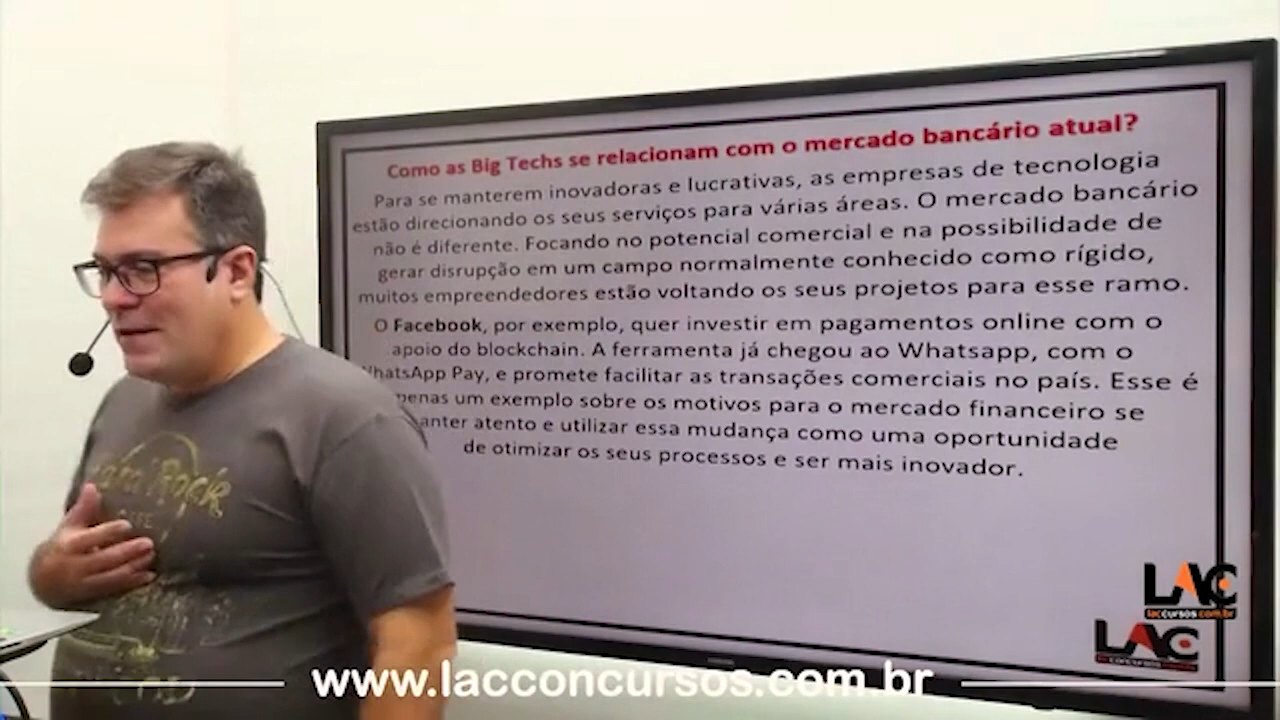 Como as Big Techs se relacionam com o mercado bancário atual?
Para se manterem inovadoras e lucrativas, as empresas de tecnologia
estão direcionando os seus serviços para várias áreas. O mercado bancário
não é diferente. Focando no potencial comercial e na possibilidade de
gerar disrupção em um campo normalmente conhecido como rígido,
muitos empreendedores estão voltando os seus projetos para esse ramo.
O Facebook, por exemplo, quer investir em pagamentos online com o
apoio do blockchain. A ferramenta já chegou ao Whatsapp, com o
WhatsApp Pay, e promete facilitar as transações comerciais no país. Esse é
penas um exemplo sobre os motivos para o mercado financeiro se
anter atento e utilizar essa mudança como uma oportunidade
de otimizar os seus processos e ser mais inovador.
Rock
LAC
laccursos.com.br
LAC
www.lacconcursos.com.br